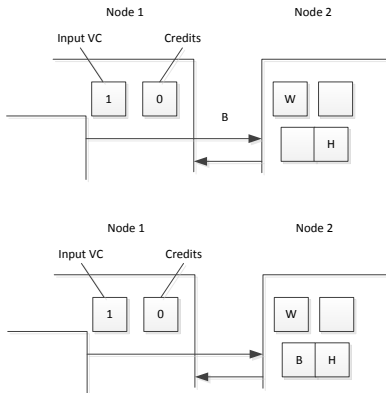 Node 1 Node 2
Input VC Credits
1 0 W
B
H
Node 1 Node 2
Input VC Credits
1 0 W
B H